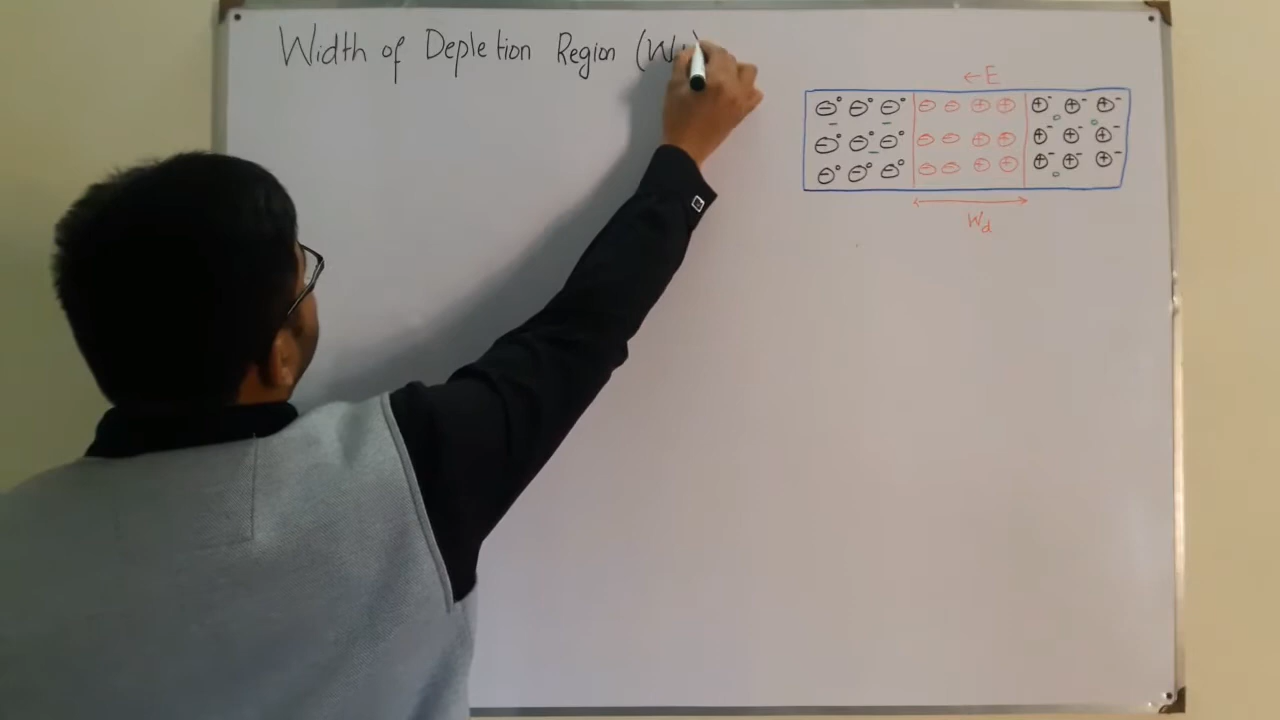 Width of Depletion Region (Wd)
← E
Wd